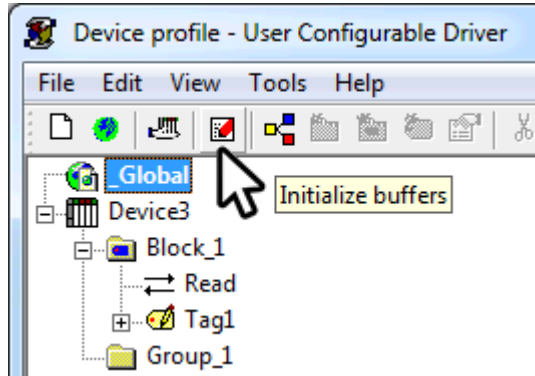 Device profile - User Configurable Driver
File Edit View Tools Help
_Global
Initialize buffers
Device3
Block_1
Read
Tag1
Group_1